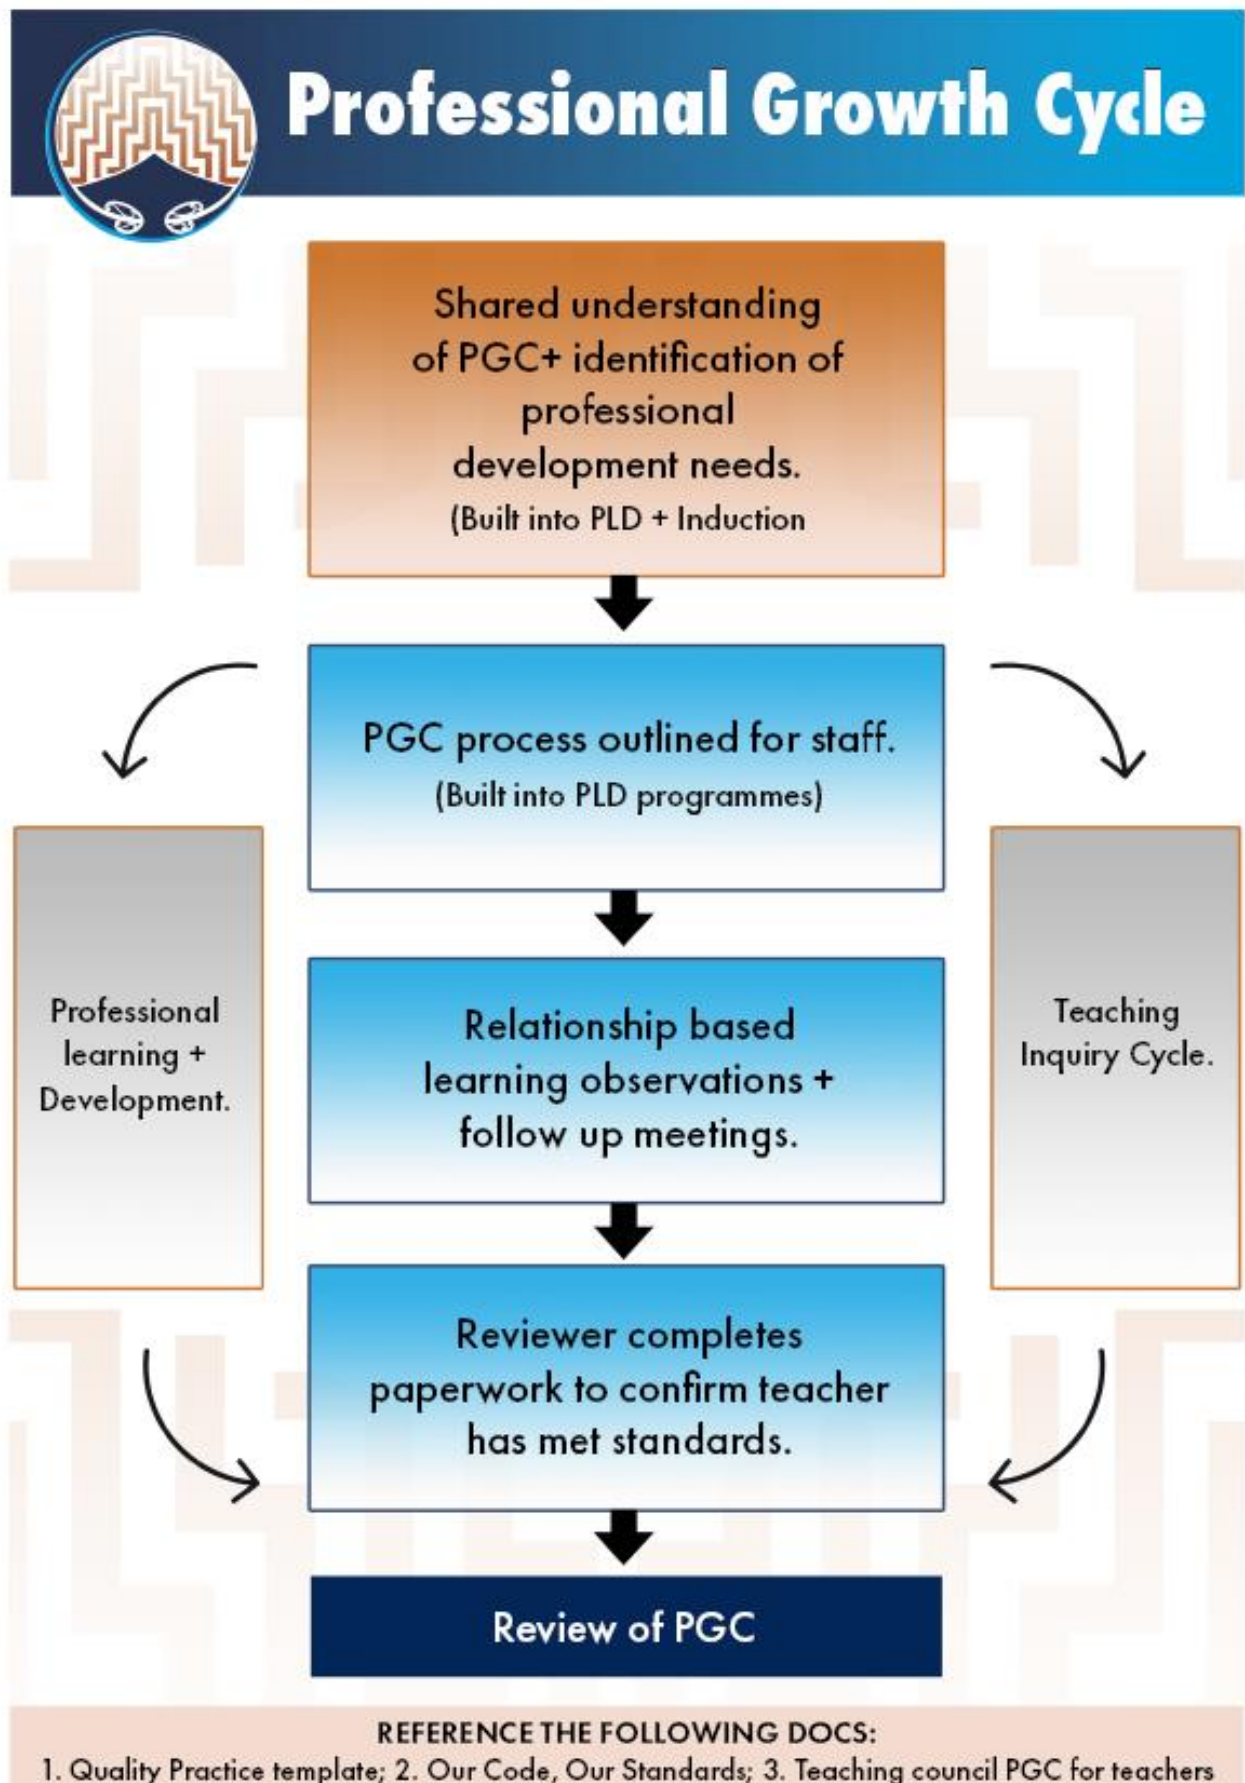 Professional Growth Cycle
Shared understanding
of PGC+ identification of
professional
development needs.
(Built into PLD + Induction
PGC process outlined for staff.
(Built into PLD programmes)
Professional
learning +
Development.
Teaching
Inquiry Cycle.
Relationship based
learning observations +
follow up meetings.
Reviewer completes
paperwork to confirm teacher
has met standards.
Review of PGC
REFERENCE THE FOLLOWING DOCS:
1. Quality Practice template; 2. Our Code, Our Standards; 3. Teaching council PGC for teachers